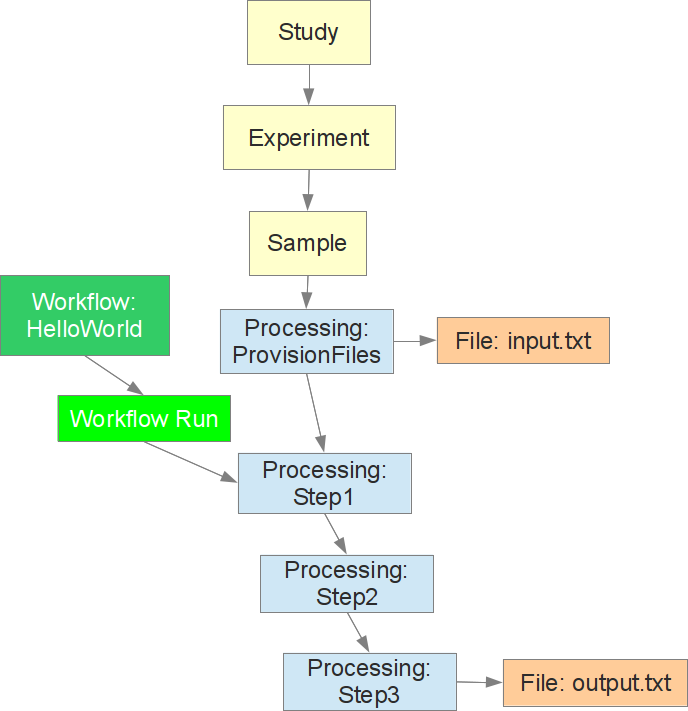 Study
Experiment
Sample
Workflow:
HelloWorld
Processing:
ProvisionFiles
File: input.txt
Workflow Run
Processing:
Step1
Processing:
Step2
Processing:
Step3
File: output.txt